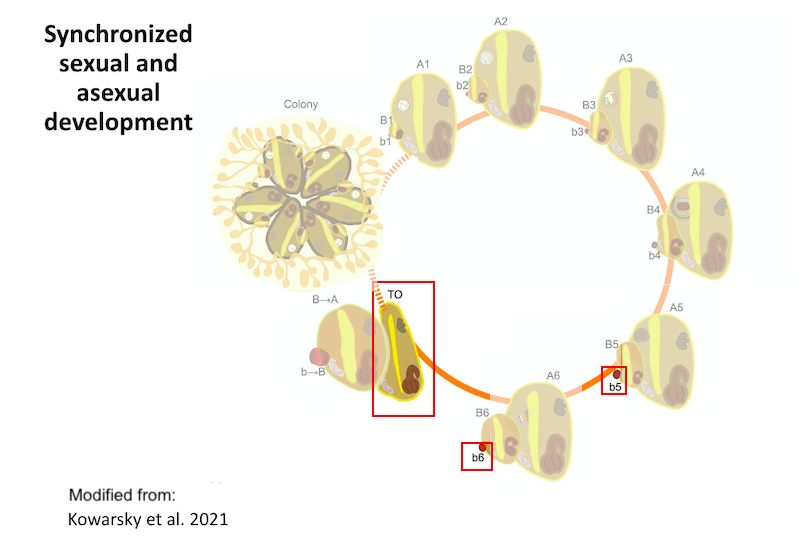 Synchronized
sexual and
asexual
development
Colony
A1
B1
b1
A2
B2
b2
A3
B3
b3
A4
B4
b4
A5
B5
b5
A6
B6
b6
TO
B→A
b→B
Modified from:
Kowarsky et al. 2021